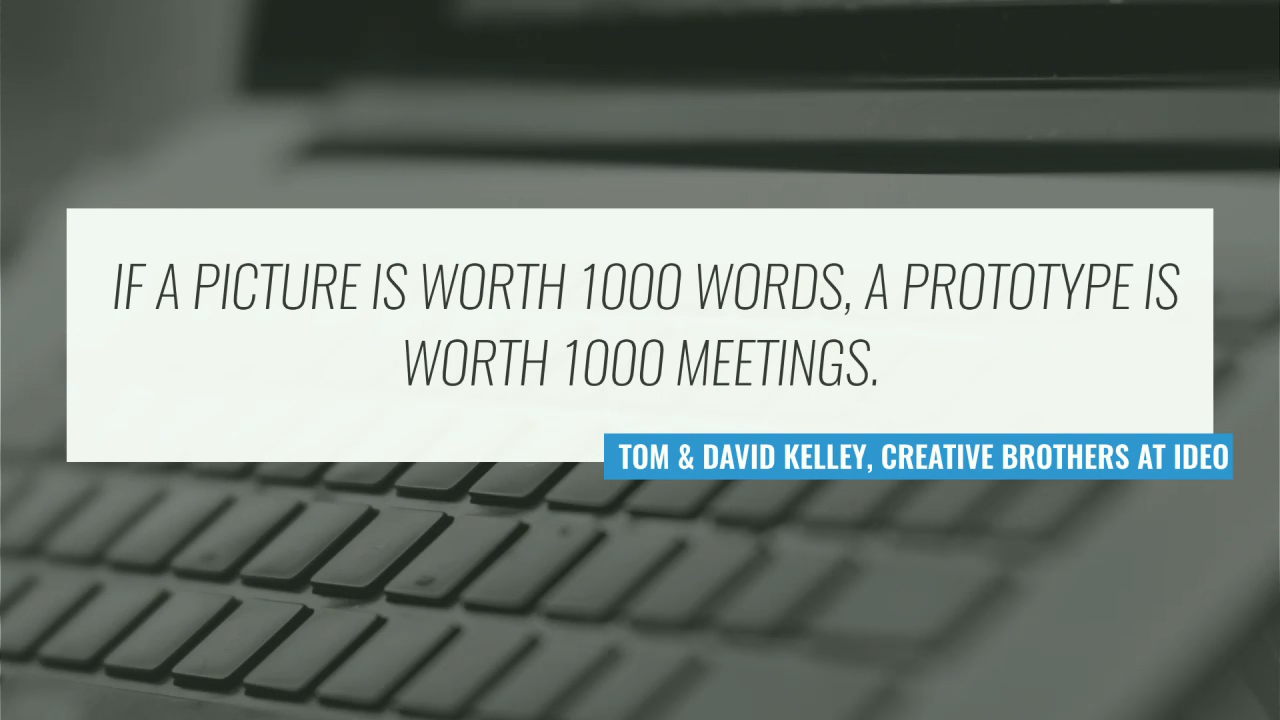 IF A PICTURE IS WORTH 1000 WORDS, A PROTOTYPE IS
WORTH 1000 MEETINGS.
TOM & DAVID KELLEY, CREATIVE BROTHERS AT IDEO